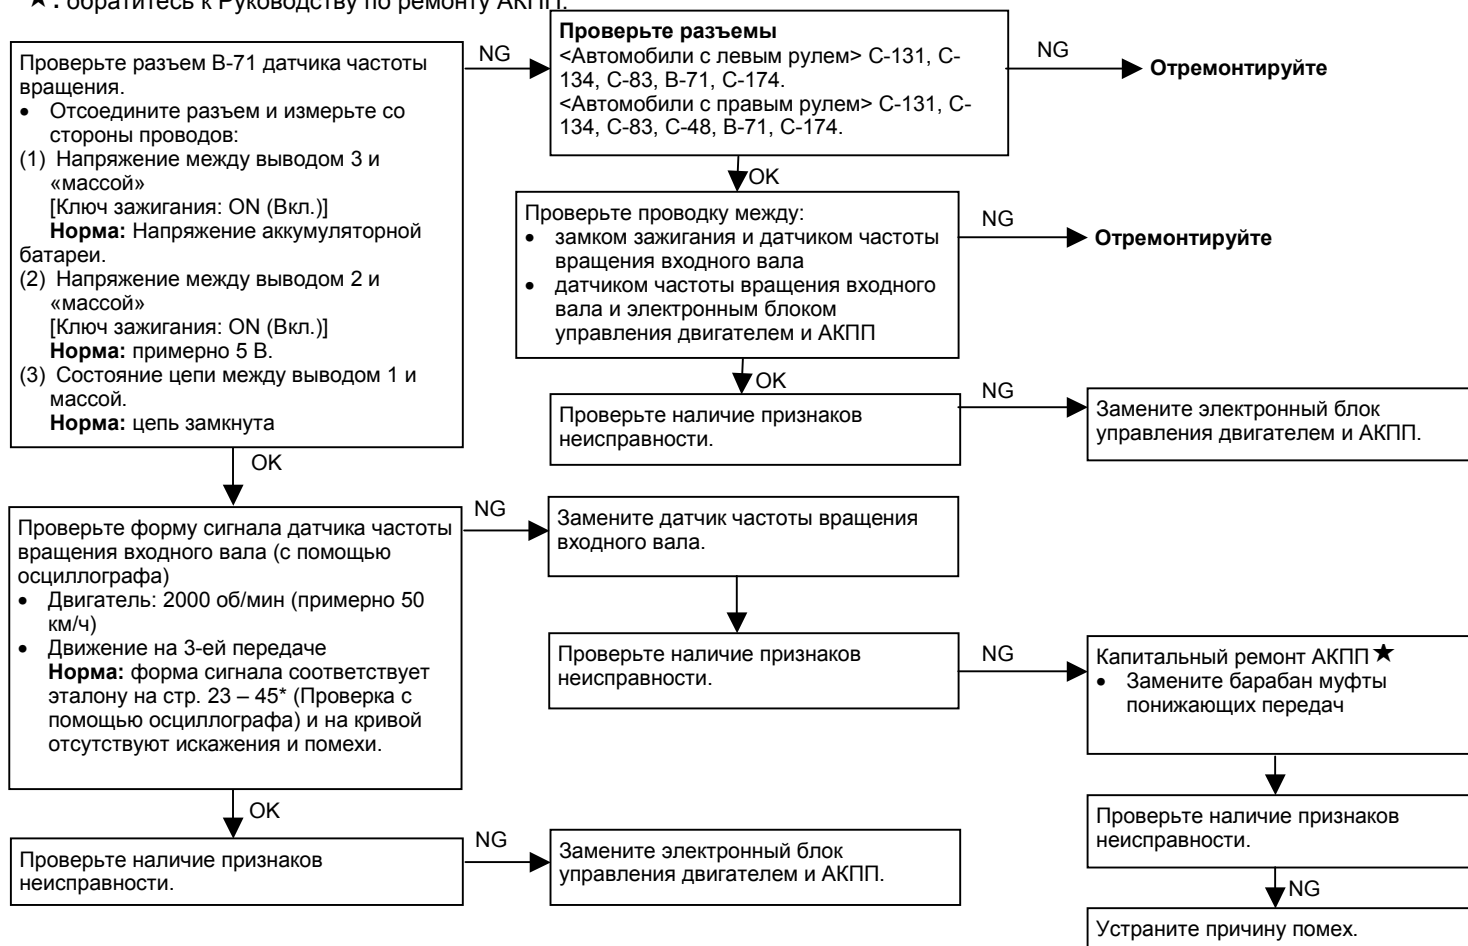 ★: обратитесь к Руководству по ремонту АКПП.
Проверьте разъем В-71 датчика частоты
вращения.
• Отсоедините разъем и измерьте со
стороны проводов:
(1) Напряжение между выводом 3 и
«массой»
[Ключ зажигания: ON (Вкл.)]
Норма: Напряжение аккумуляторной
батареи.
(2) Напряжение между выводом 2 и
«массой»
[Ключ зажигания: ON (Вкл.)]
Норма: примерно 5 В.
(3) Состояние цепи между выводом 1 и
массой.
Норма: цепь замкнута
NG
Проверьте разъемы
<Автомобили с левым рулем> С-131, С-
134, С-83, В-71, С-174.
<Автомобили с правым рулем> С-131, С-
134, С-83, С-48, В-71, С-174.
NG
Отремонтируйте
OK
Проверьте проводку между:
• замком зажигания и датчиком частоты
вращения входного вала
• датчиком частоты вращения входного
вала и электронным блоком
управления двигателем и АКПП
NG
Отремонтируйте
OK
Проверьте наличие признаков
неисправности.
NG
Замените электронный блок
управления двигателем и АКПП.
OK
Проверьте форму сигнала датчика частоты
вращения входного вала (с помощью
осциллографа)
• Двигатель: 2000 об/мин (примерно 50
км/ч)
• Движение на 3-ей передаче
Норма: форма сигнала соответствует
эталону на стр. 23 – 45* (Проверка с
помощью осциллографа) и на кривой
отсутствуют искажения и помехи.
NG
Замените датчик частоты вращения
входного вала.
Проверьте наличие признаков
неисправности.
NG
Капитальный ремонт АКПП ★
• Замените барабан муфты
понижающих передач
Проверьте наличие признаков
неисправности.
NG
Устраните причину помех.
OK
Проверьте наличие признаков
неисправности.
NG
Замените электронный блок
управления двигателем и АКПП.